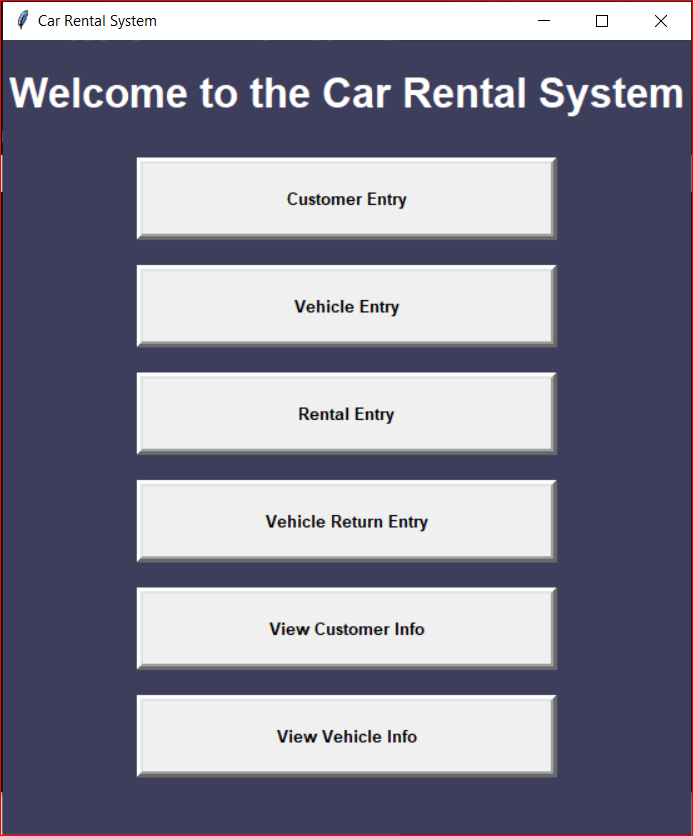 Car Rental System
Welcome to the Car Rental System
Customer Entry
Vehicle Entry
Rental Entry
Vehicle Return Entry
View Customer Info
View Vehicle Info